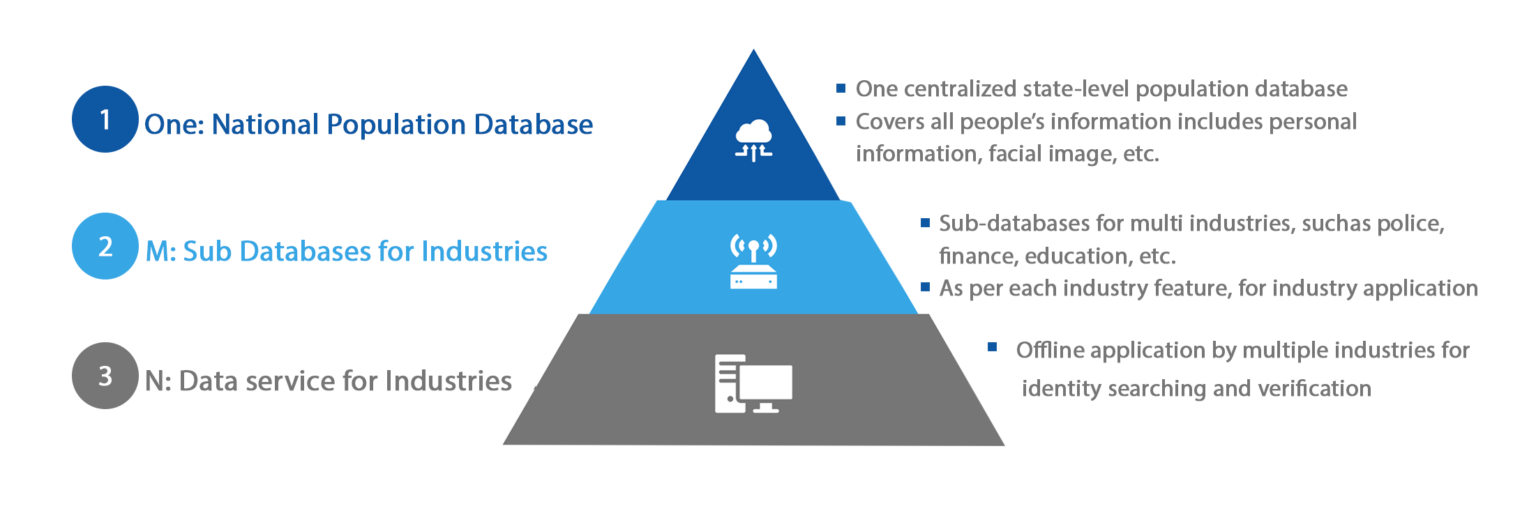 1
One: National Population Database
▪ One centralized state-level population database
▪ Covers all people’s information includes personal
information, facial image, etc.
2
M: Sub Databases for Industries
▪ Sub-databases for multi industries, suchas police,
finance, education, etc.
▪ As per each industry feature, for industry application
3
N: Data service for Industries
▪ Offline application by multiple industries for
identity searching and verification